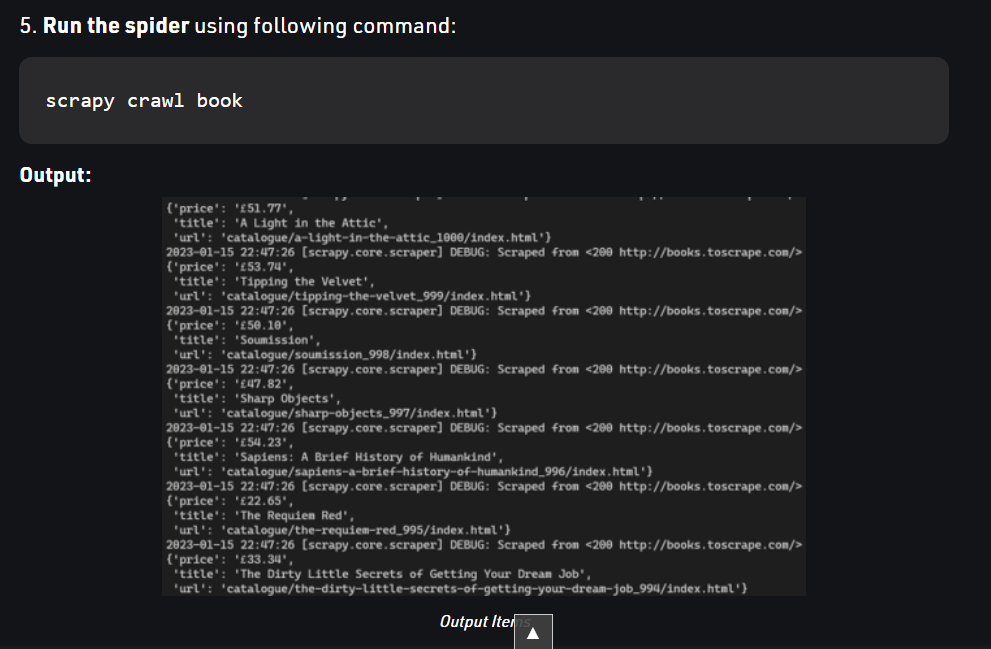 5. Run the spider using following command:
scrapy crawl book
Output:
{'price': '£51.77',
'title': 'A Light in the Attic',
'url': 'catalogue/a-light-in-the-attic_1000/index.html'}
2023-01-15 22:47:26 [scrapy.core.scraper] DEBUG: Scraped from <200 http://books.toscrape.com/>
{'price': '£53.74',
'title': 'Tipping the Velvet',
'url': 'catalogue/tipping-the-velvet_999/index.html'}
2023-01-15 22:47:26 [scrapy.core.scraper] DEBUG: Scraped from <200 http://books.toscrape.com/>
{'price': '£50.10',
'title': 'Soumission',
'url': 'catalogue/soumission_998/index.html'}
2023-01-15 22:47:26 [scrapy.core.scraper] DEBUG: Scraped from <200 http://books.toscrape.com/>
{'price': '£47.82',
'title': 'Sharp Objects',
'url': 'catalogue/sharp-objects_997/index.html'}
2023-01-15 22:47:26 [scrapy.core.scraper] DEBUG: Scraped from <200 http://books.toscrape.com/>
{'price': '£54.23',
'title': 'Sapiens: A Brief History of Humankind',
'url': 'catalogue/sapiens-a-brief-history-of-humankind_996/index.html'}
2023-01-15 22:47:26 [scrapy.core.scraper] DEBUG: Scraped from <200 http://books.toscrape.com/>
{'price': '£22.65',
'title': 'The Requiem Red',
'url': 'catalogue/the-requiem-red_995/index.html'}
2023-01-15 22:47:26 [scrapy.core.scraper] DEBUG: Scraped from <200 http://books.toscrape.com/>
{'price': '£33.34',
'title': 'The Dirty Little Secrets of Getting Your Dream Job',
'url': 'catalogue/the-dirty-little-secrets-of-getting-your-dream-job_994/index.html'}
Output Items